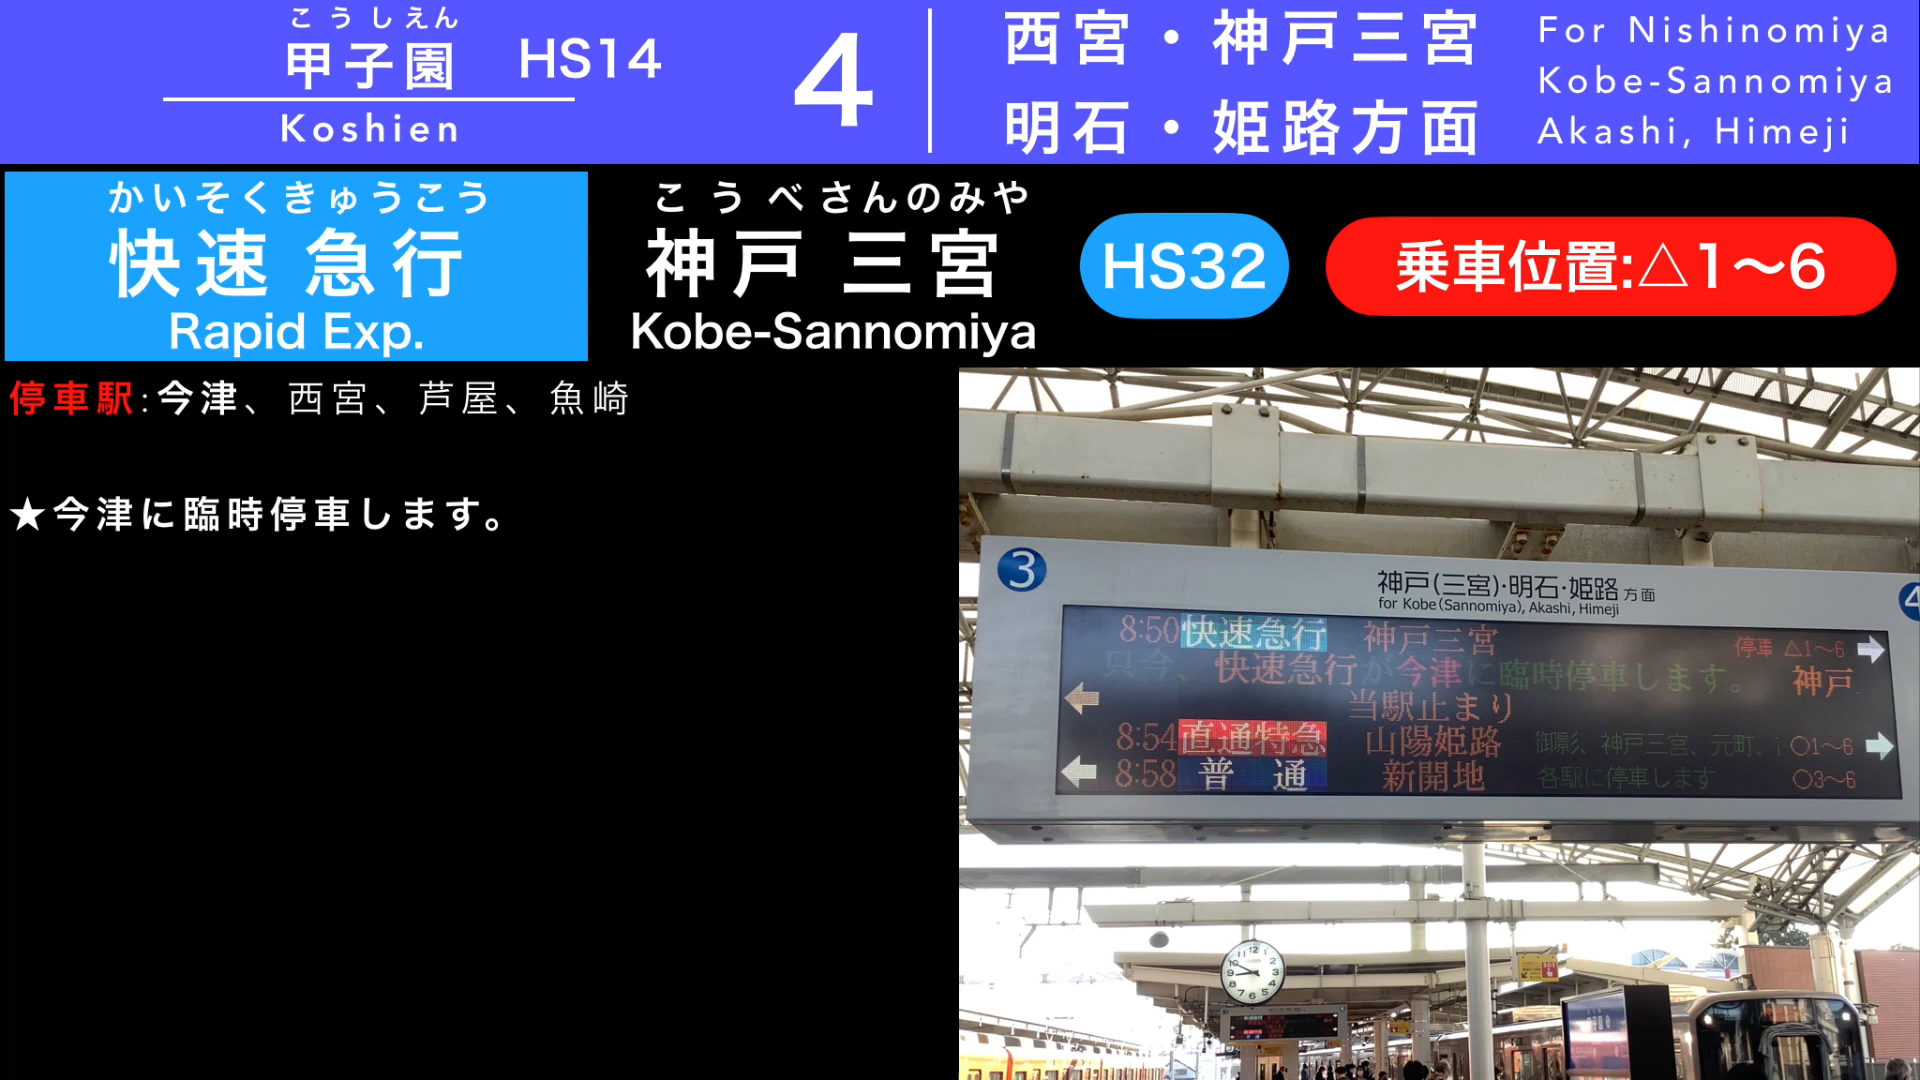 こうしえん
甲子園 HS14
Koshien
4
西宮・神戸三宮
明石・姫路方面
For Nishinomiya
Kobe-Sannomiya
Akashi, Himeji
かいそくきゅうこう
快速 急行
Rapid Exp.
こうべさんのみや
神戸 三宮
Kobe-Sannomiya
HS32
乗車位置:△1〜6
停車駅:今津、西宮、芦屋、魚崎
★今津に臨時停車します。
3
神戸(三宮)・明石・姫路 方面
for Kobe(Sannomiya), Akashi, Himeji
4
8:50 快速急行 神戸三宮 停車 △1〜6
只今、快速急行が今津に臨時停車します。 神戸
当駅止まり
8:54 直通特急 山陽姫路 御影、神戸三宮、元町、 ○1〜6
8:58 普通 新開地 各駅に停車します ○3〜6